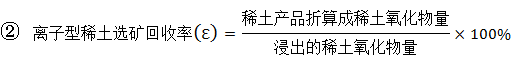 ② 离子型稀土选矿回收率(ε) = 稀土产品折算成稀土氧化物量 / 浸出的稀土氧化物量 × 100%